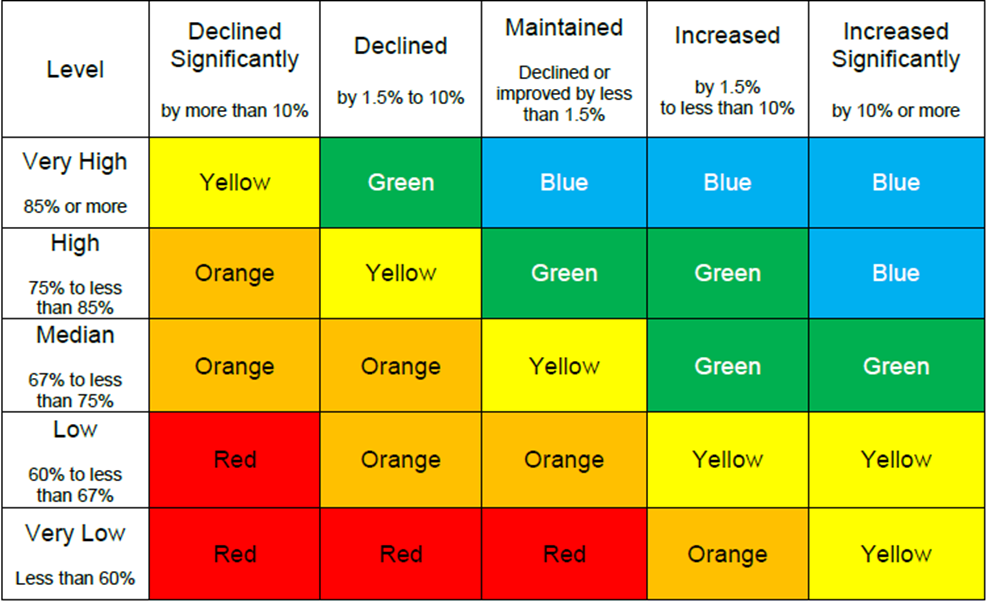 Level
Declined
Significantly
by more than 10%
Declined
by 1.5% to 10%
Maintained
Declined or
improved by less
than 1.5%
Increased
by 1.5%
to less than 10%
Increased
Significantly
by 10% or more
Very High
85% or more
Yellow
Green
Blue
Blue
Blue
High
75% to less
than 85%
Orange
Yellow
Green
Green
Blue
Median
67% to less
than 75%
Orange
Orange
Yellow
Green
Green
Low
60% to less
than 67%
Red
Orange
Orange
Yellow
Yellow
Very Low
Less than 60%
Red
Red
Red
Orange
Yellow